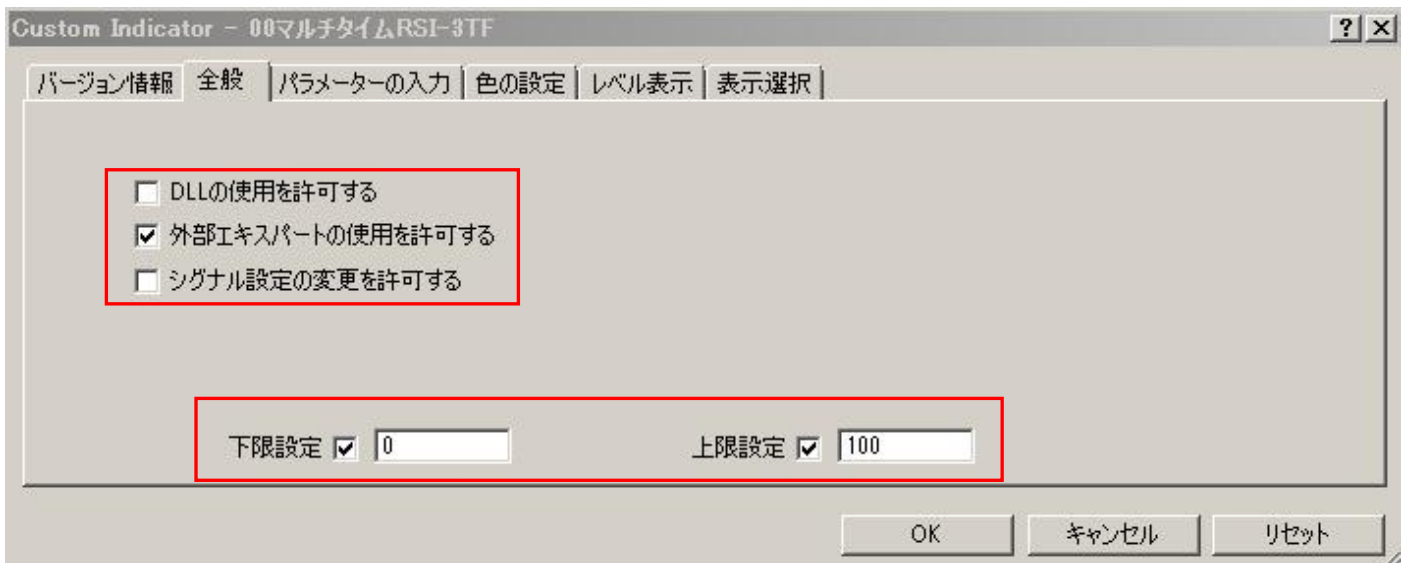 Custom Indicator - 00マルチタイムRSI-3TF
バージョン情報 全般 パラメーターの入力 色の設定 レベル表示 表示選択
DLLの使用を許可する
外部エキスパートの使用を許可する
シグナル設定の変更を許可する
下限設定 0 上限設定 100
OK キャンセル リセット